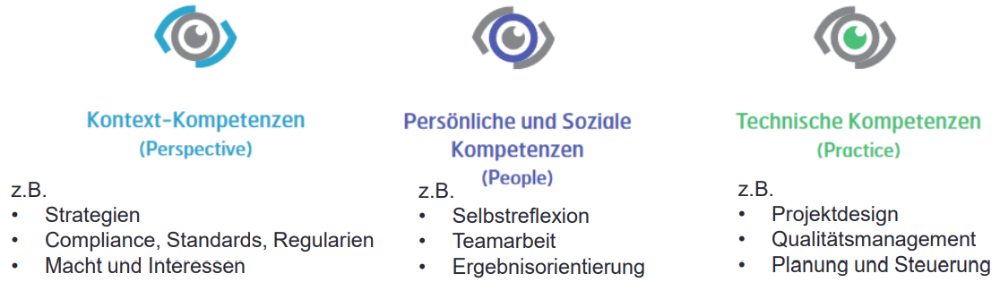 Kontext-Kompetenzen
(Perspective)
z.B.
• Strategien
• Compliance, Standards, Regularien
• Macht und Interessen
Persönliche und Soziale
Kompetenzen
(People)
z.B.
• Selbstreflexion
• Teamarbeit
• Ergebnisorientierung
Technische Kompetenzen
(Practice)
z.B.
• Projektdesign
• Qualitätsmanagement
• Planung und Steuerung